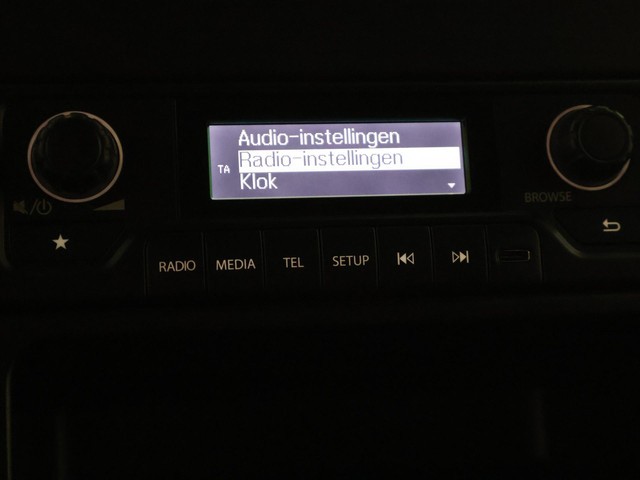 Audio-instellingen
Radio-instellingen
TA
Klok
BROWSE
RADIO
MEDIA
TEL
SETUP